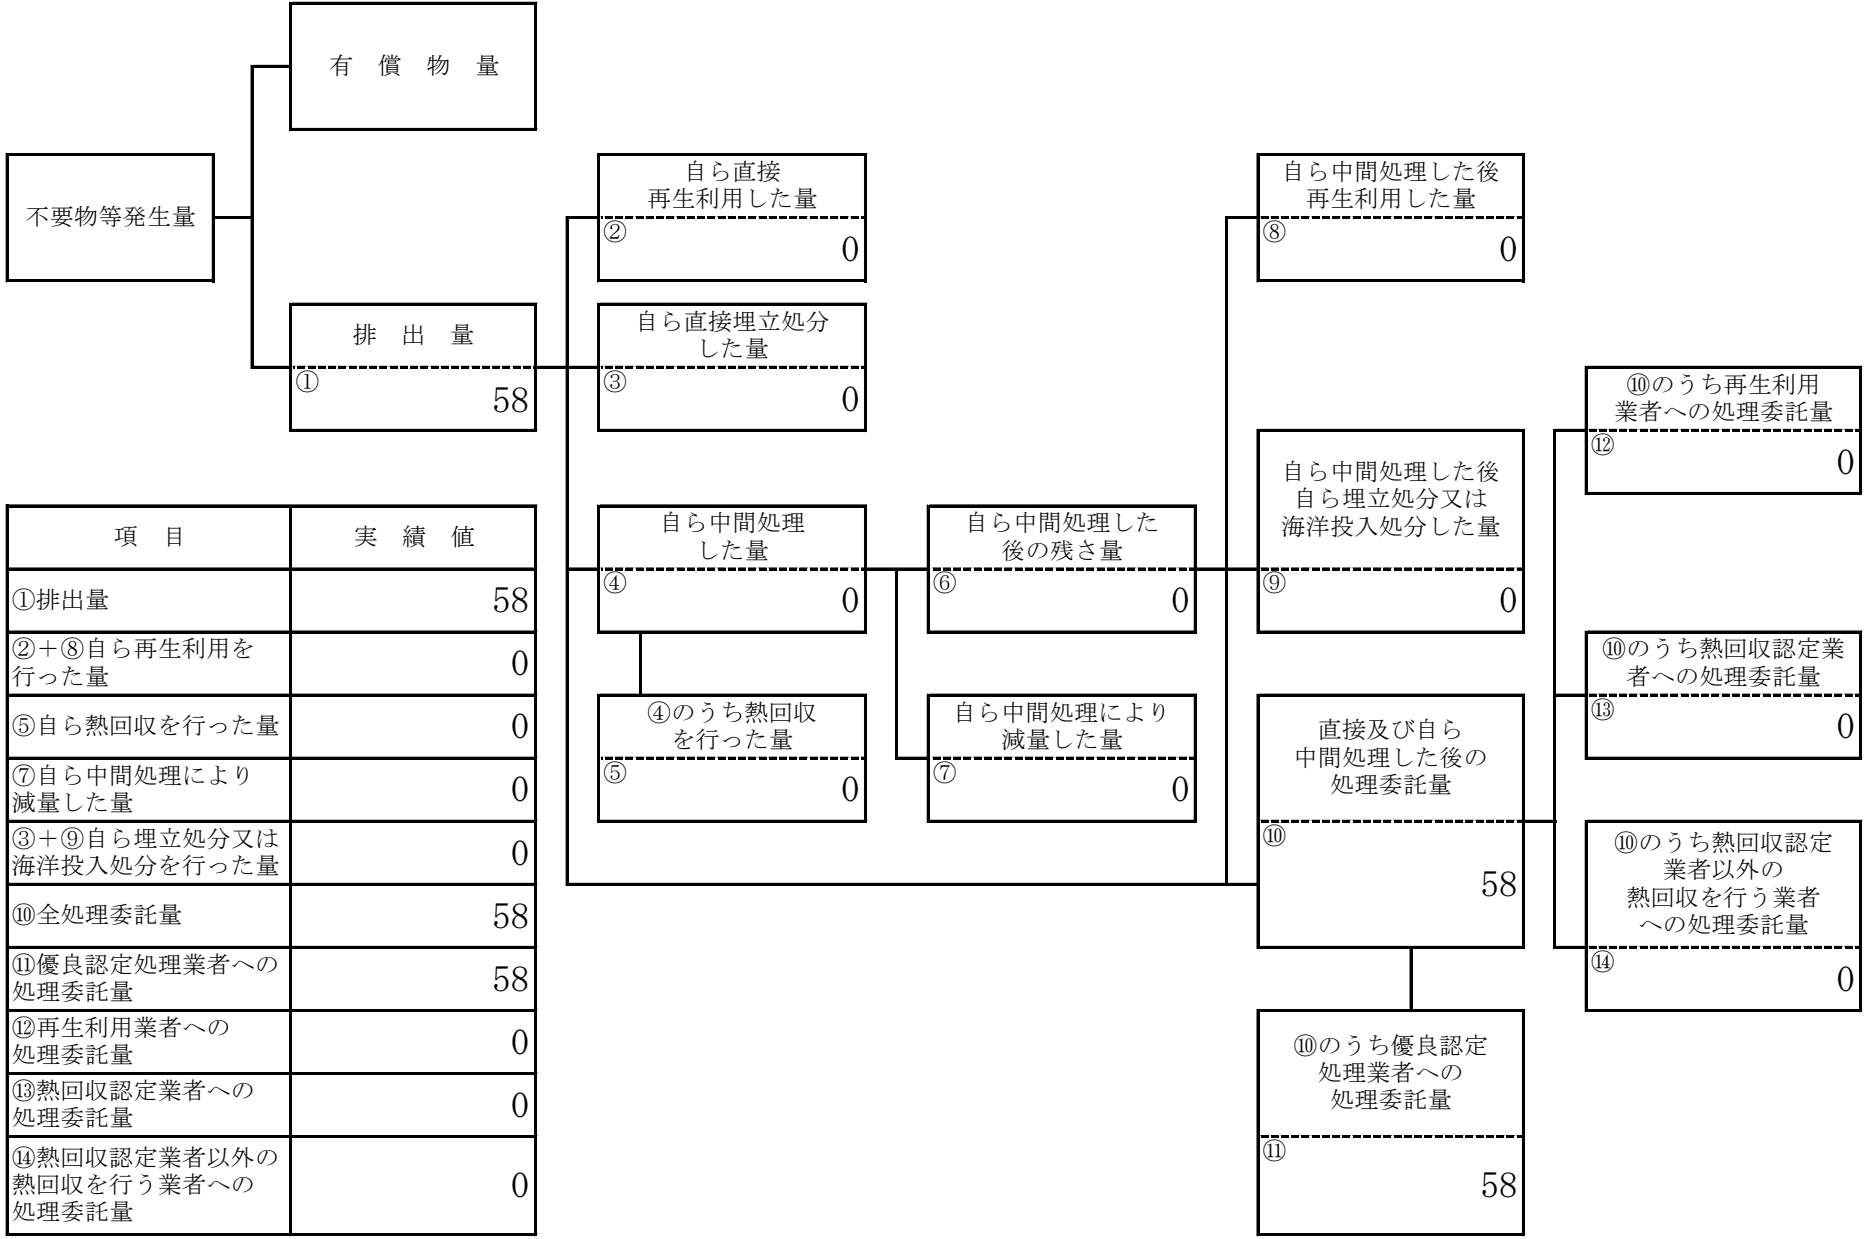 有　償　物　量
不要物等発生量
排　出　量
①
58
自ら直接
再生利用した量
②
0
自ら直接埋立処分
した量
③
0
自ら中間処理
した量
④
0
④のうち熱回収
を行った量
⑤
0
自ら中間処理した
後の残さ量
⑥
0
自ら中間処理により
減量した量
⑦
0
自ら中間処理した後
再生利用した量
⑧
0
自ら中間処理した後
自ら埋立処分又は
海洋投入処分した量
⑨
0
直接及び自ら
中間処理した後の
処理委託量
⑩
58
⑩のうち優良認定
処理業者への
処理委託量
⑪
58
⑩のうち再生利用
業者への処理委託量
⑫
0
⑩のうち熱回収認定業
者への処理委託量
⑬
0
⑩のうち熱回収認定
業者以外の
熱回収を行う業者
への処理委託量
⑭
0
項　目　実　績　値
①排出量　58
②＋⑧自ら再生利用を
行った量　0
⑤自ら熱回収を行った量　0
⑦自ら中間処理により
減量した量　0
③＋⑨自ら埋立処分又は
海洋投入処分を行った量　0
⑩全処理委託量　58
⑪優良認定処理業者への
処理委託量　58
⑫再生利用業者への
処理委託量　0
⑬熱回収認定業者への
処理委託量　0
⑭熱回収認定業者以外の
熱回収を行う業者への
処理委託量　0